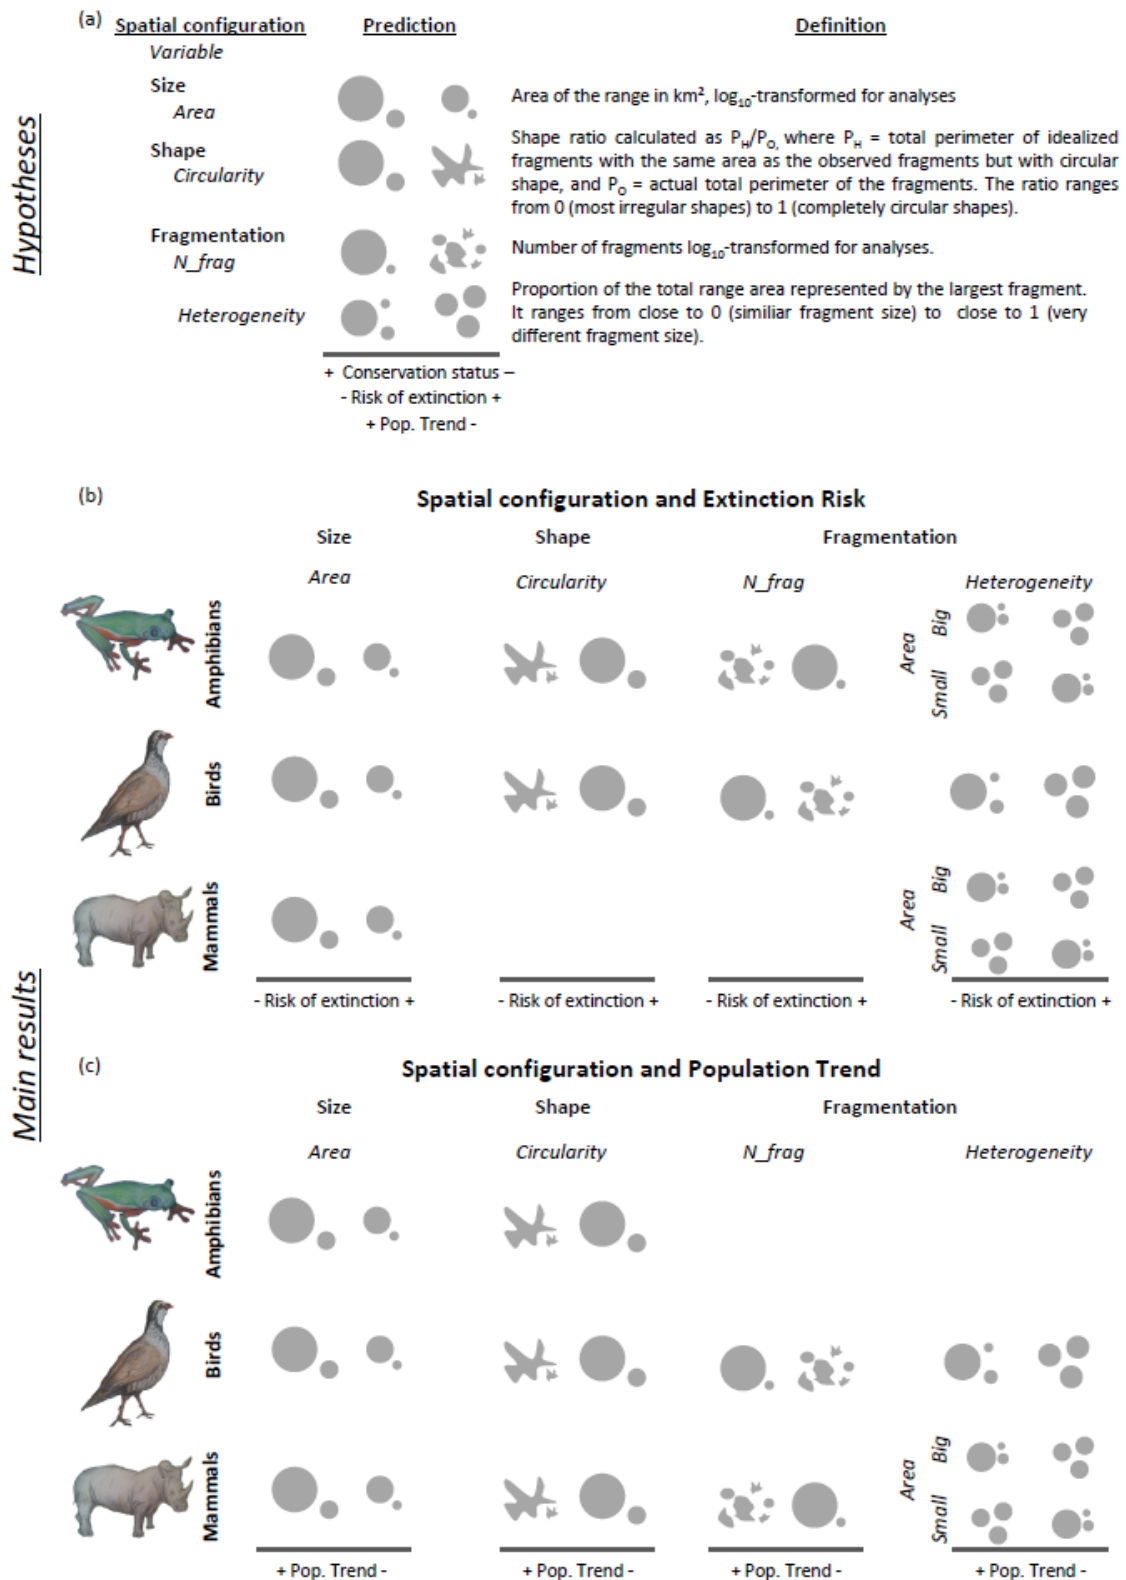 (a)
Spatial configuration Prediction Definition
Variable
Hypotheses
Size
Area
Area of the range in km², log₁₀-transformed for analyses
Shape
Circularity
Shape ratio calculated as P_H/P_O, where P_H = total perimeter of idealized
fragments with the same area as the observed fragments but with circular
shape, and P_O = actual total perimeter of the fragments. The ratio ranges
from 0 (most irregular shapes) to 1 (completely circular shapes).
Fragmentation
N_frag
Number of fragments log₁₀-transformed for analyses.
Heterogeneity
Proportion of the total range area represented by the largest fragment.
It ranges from close to 0 (similiar fragment size) to close to 1 (very
different fragment size).
+ Conservation status –
- Risk of extinction +
+ Pop. Trend -
Main results
(b)
Spatial configuration and Extinction Risk
Size Shape Fragmentation
Area Circularity N_frag Heterogeneity
Amphibians
Area
Big
Small
Birds
Mammals
Area
Big
Small
- Risk of extinction + - Risk of extinction + - Risk of extinction + - Risk of extinction +
(c)
Spatial configuration and Population Trend
Size Shape Fragmentation
Area Circularity N_frag Heterogeneity
Amphibians
Birds
Mammals
Area
Big
Small
+ Pop. Trend - + Pop. Trend - + Pop. Trend - + Pop. Trend -